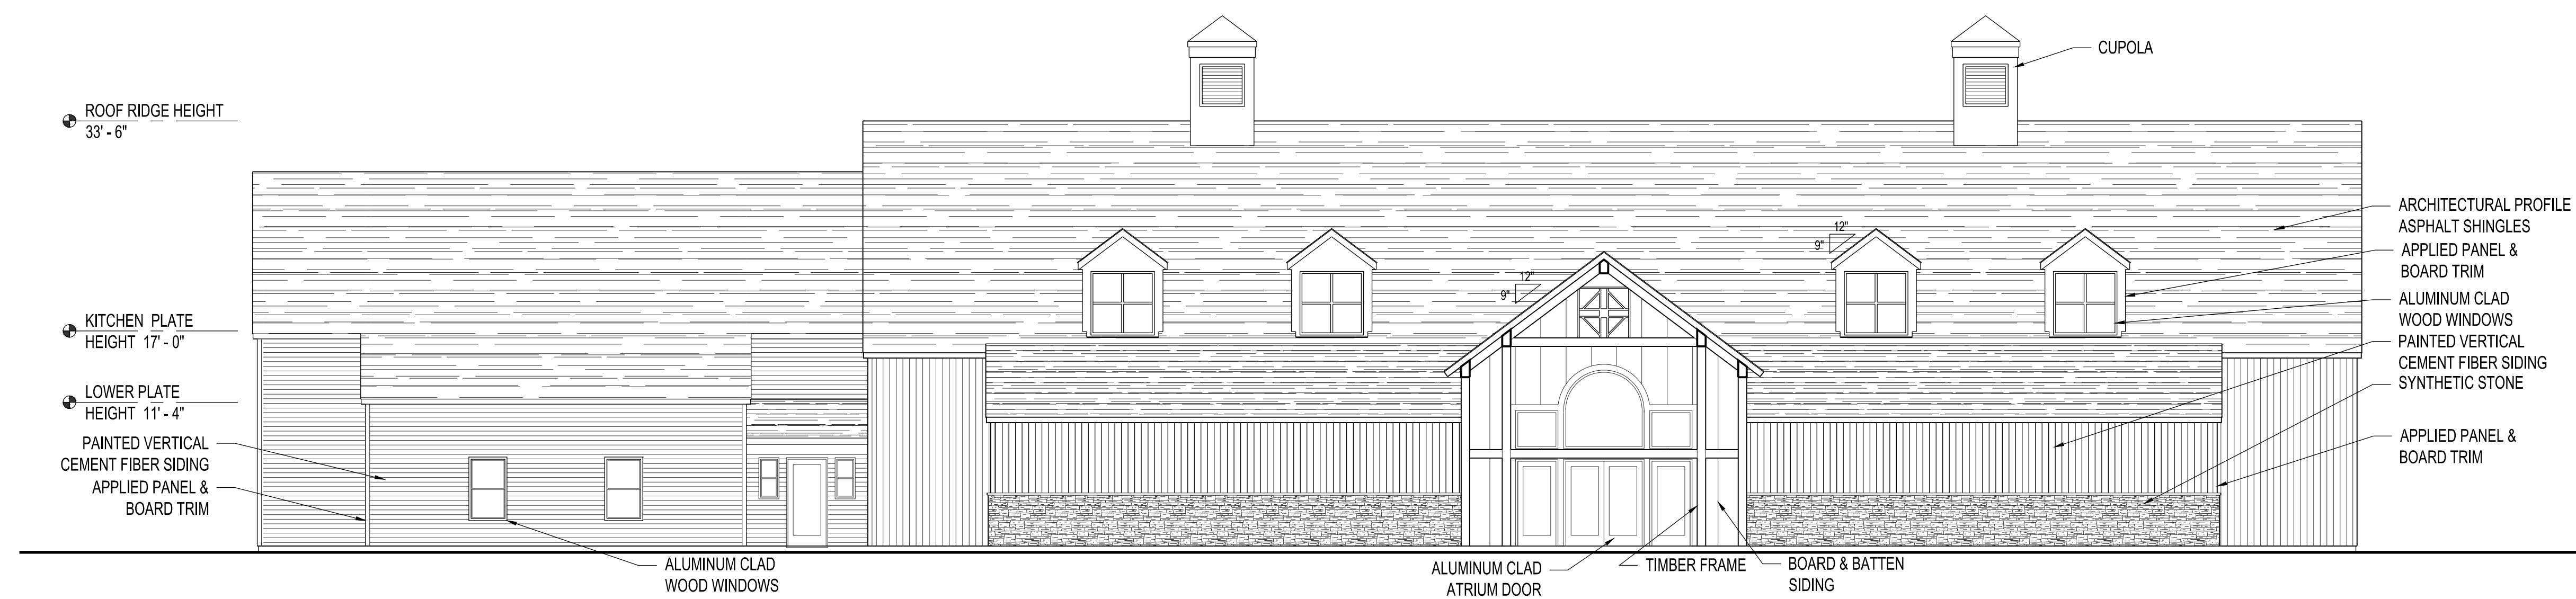 CUPOLA
ROOF RIDGE HEIGHT
33' - 6"
ARCHITECTURAL PROFILE
ASPHALT SHINGLES
12"
9"
APPLIED PANEL &
BOARD TRIM
12"
9"
ALUMINUM CLAD
WOOD WINDOWS
KITCHEN PLATE
HEIGHT 17' - 0"
PAINTED VERTICAL
CEMENT FIBER SIDING
SYNTHETIC STONE
LOWER PLATE
HEIGHT 11' - 4"
PAINTED VERTICAL
CEMENT FIBER SIDING
APPLIED PANEL &
BOARD TRIM
APPLIED PANEL &
BOARD TRIM
ALUMINUM CLAD
WOOD WINDOWS
ALUMINUM CLAD
ATRIUM DOOR
TIMBER FRAME
BOARD & BATTEN
SIDING